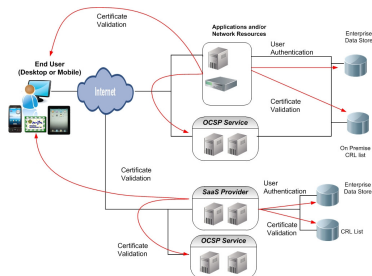 Certificate
Validation
Applications and/or
Network Resources
User
Authentication
Enterprise
Data Store
End User
(Desktop or Mobile)
Internet
Certificate
Validation
OCSP Service
On Premise
CRL list
Certificate
Validation
SaaS Provider
User
Authentication
Enterprise
Data Store
Certificate
Validation
CRL List
Certificate
Validation
OCSP Service